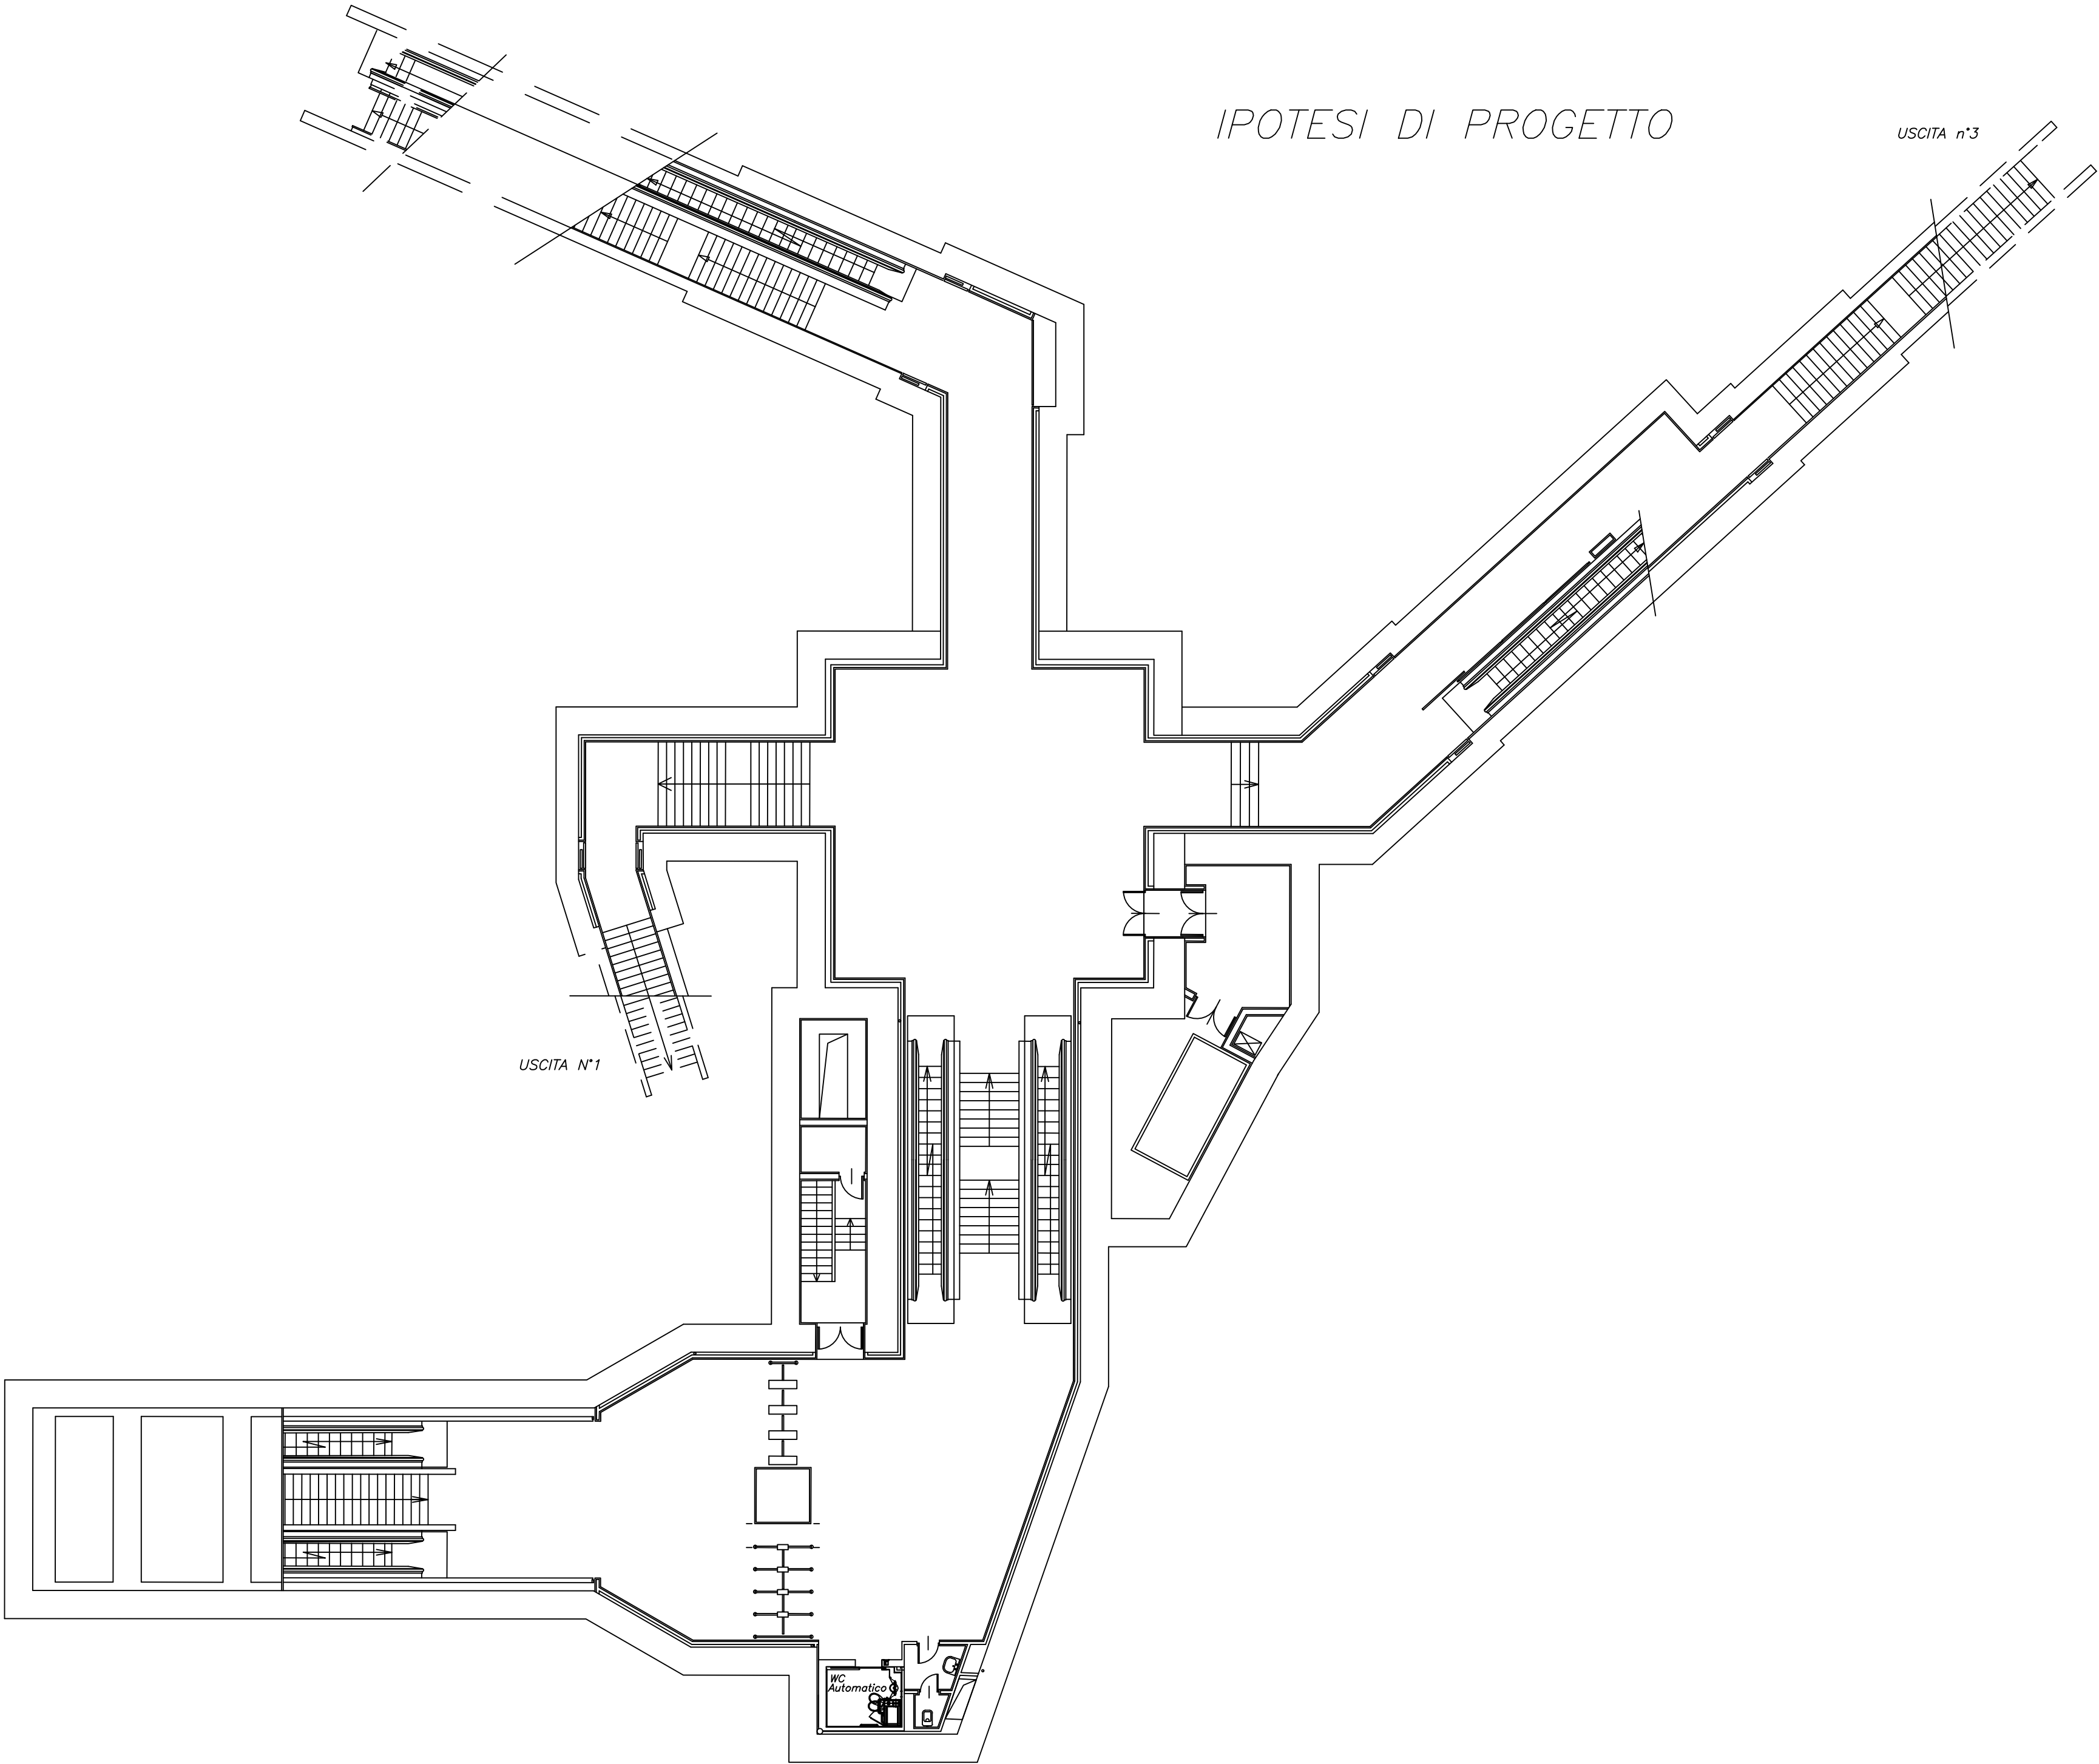 IPOTESI DI PROGETTO
USCITA n°3
USCITA N°1
WC
Automatico